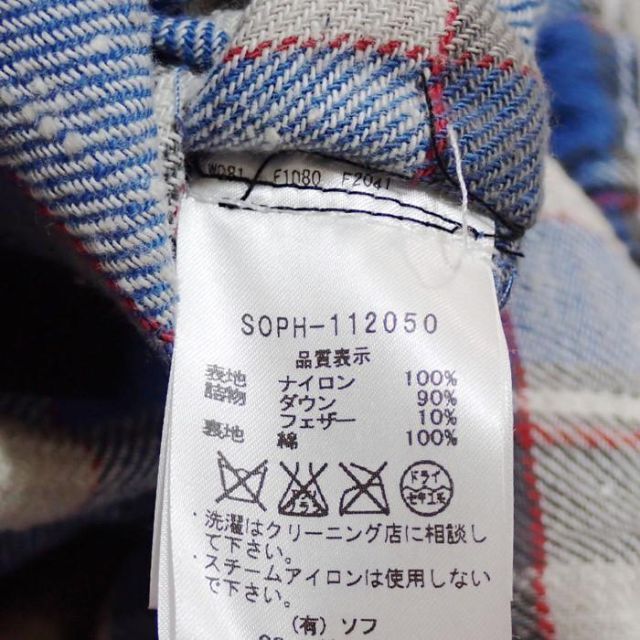 F1080 F2041
SOPH-112050
品質表示
表地 ナイロン 100%
詰物 ダウン 90%
フェザー 10%
裏地 綿 100%
ドライ
セキユ系
・洗濯はクリーニング店に相談し
て下さい。
・スチームアイロンは使用しない
で下さい。
(有) ソフ